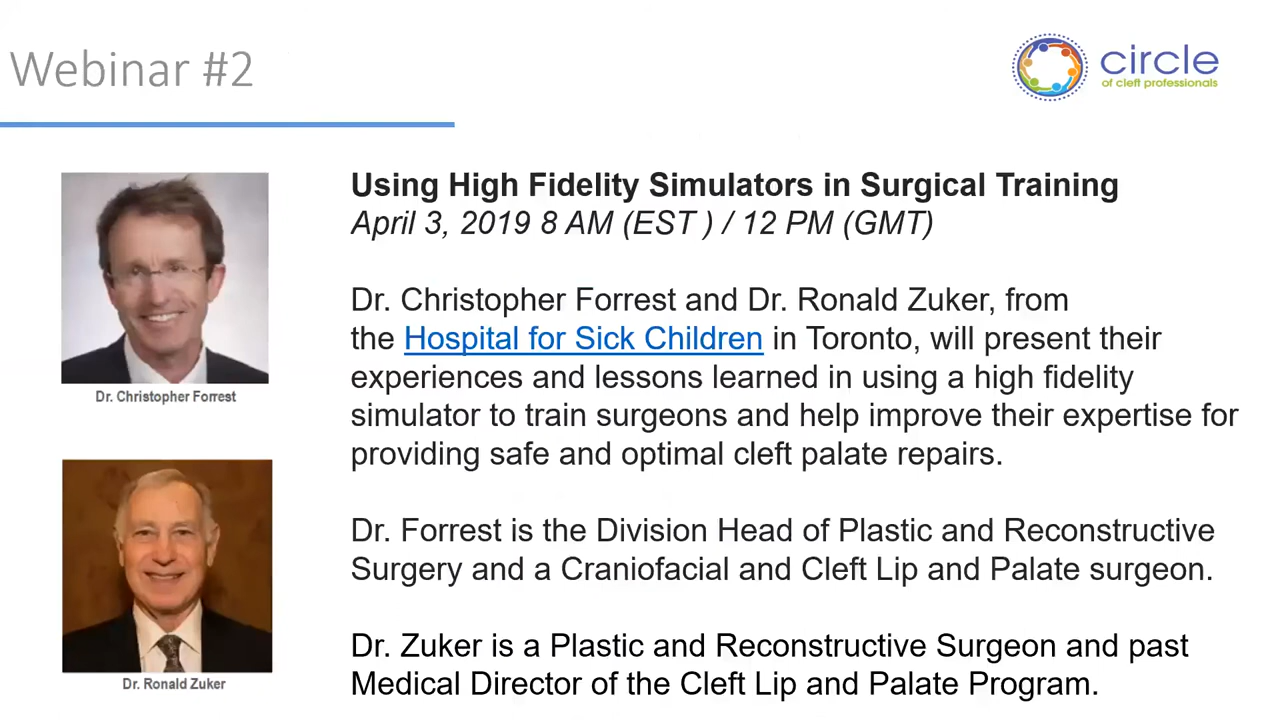 Webinar #2
circle
of cleft professionals
Using High Fidelity Simulators in Surgical Training
April 3, 2019 8 AM (EST ) / 12 PM (GMT)
Dr. Christopher Forrest and Dr. Ronald Zuker, from
the Hospital for Sick Children in Toronto, will present their
experiences and lessons learned in using a high fidelity
simulator to train surgeons and help improve their expertise for
providing safe and optimal cleft palate repairs.
Dr. Christopher Forrest
Dr. Forrest is the Division Head of Plastic and Reconstructive
Surgery and a Craniofacial and Cleft Lip and Palate surgeon.
Dr. Zuker is a Plastic and Reconstructive Surgeon and past
Medical Director of the Cleft Lip and Palate Program.
Dr. Ronald Zuker